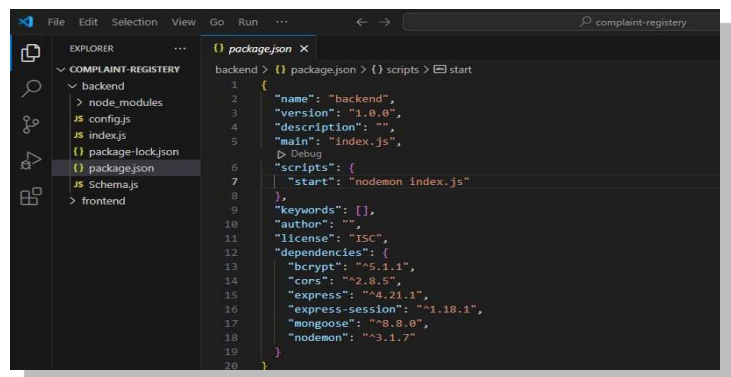 File Edit Selection View Go Run ··· ← → complaint-registery
EXPLORER ···
COMPLAINT-REGISTERY
backend
node_modules
JS config.js
JS index.js
{} package-lock.json
{} package.json
JS Schema.js
frontend
{} package.json ×
backend > {} package.json > {} scripts > start
1 {
2 "name": "backend",
3 "version": "1.0.0",
4 "description": "",
5 "main": "index.js",
Debug
6 "scripts": {
7 "start": "nodemon index.js"
8 },
9 "keywords": [],
10 "author": "",
11 "license": "ISC",
12 "dependencies": {
13 "bcrypt": "^5.1.1",
14 "cors": "^2.8.5",
15 "express": "^4.21.1",
16 "express-session": "^1.18.1",
17 "mongoose": "^8.8.0",
18 "nodemon": "^3.1.7"
19 }
20 }